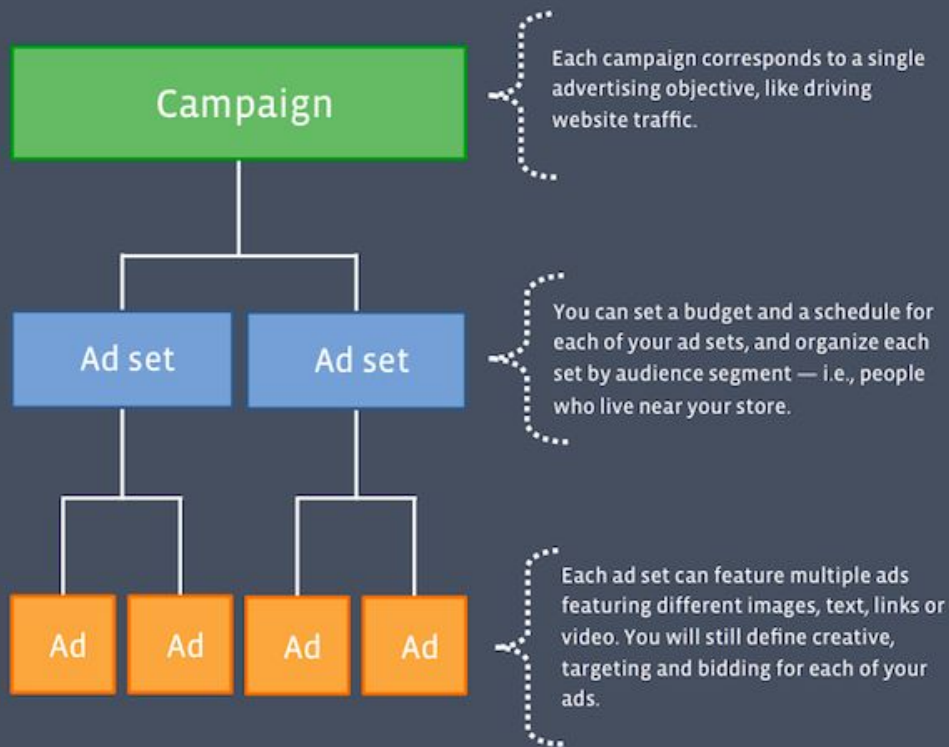 Campaign
Each campaign corresponds to a single
advertising objective, like driving
website traffic.
Ad set
Ad set
You can set a budget and a schedule for
each of your ad sets, and organize each
set by audience segment — i.e., people
who live near your store.
Ad
Ad
Ad
Ad
Each ad set can feature multiple ads
featuring different images, text, links or
video. You will still define creative,
targeting and bidding for each of your
ads.